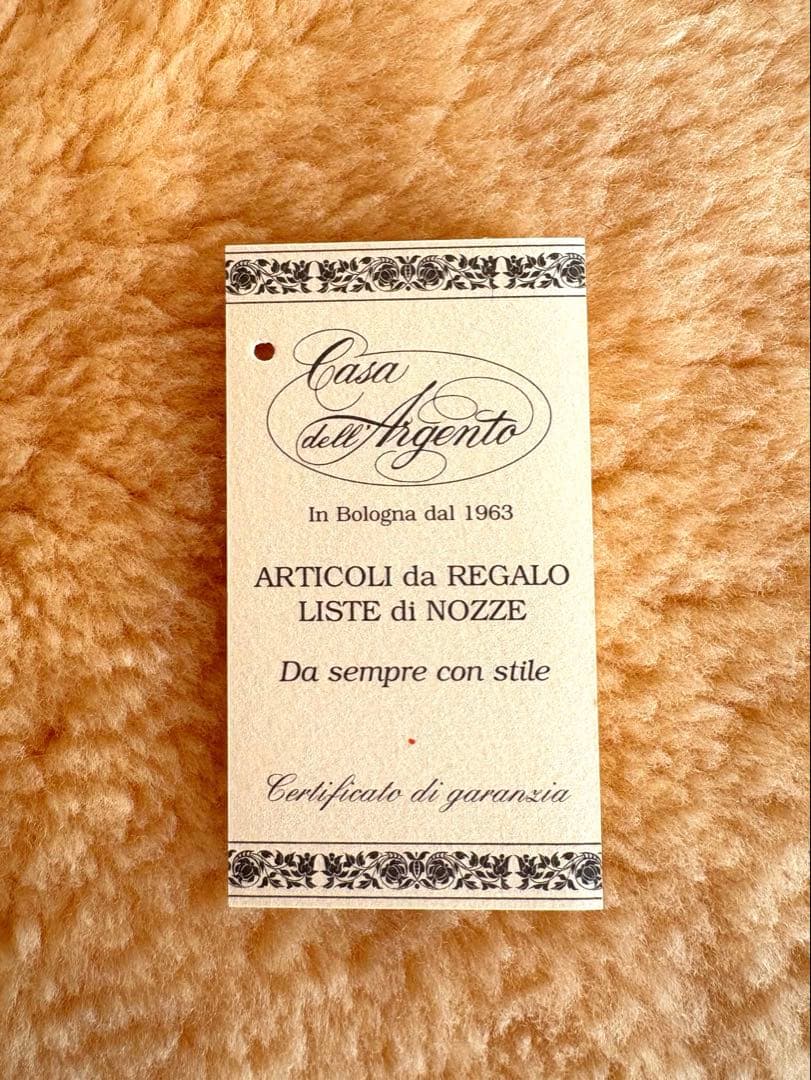 Casa
dell'Argento
In Bologna dal 1963
ARTICOLI da REGALO
LISTE di NOZZE
Da sempre con stile
Certificato di garanzia